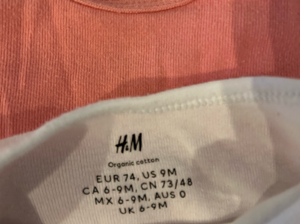 H&M
Organic cotton
EUR 74, US 9M
CA 6-9M, CN 73/48
MX 6-9M, AUS 0
UK 6-9M